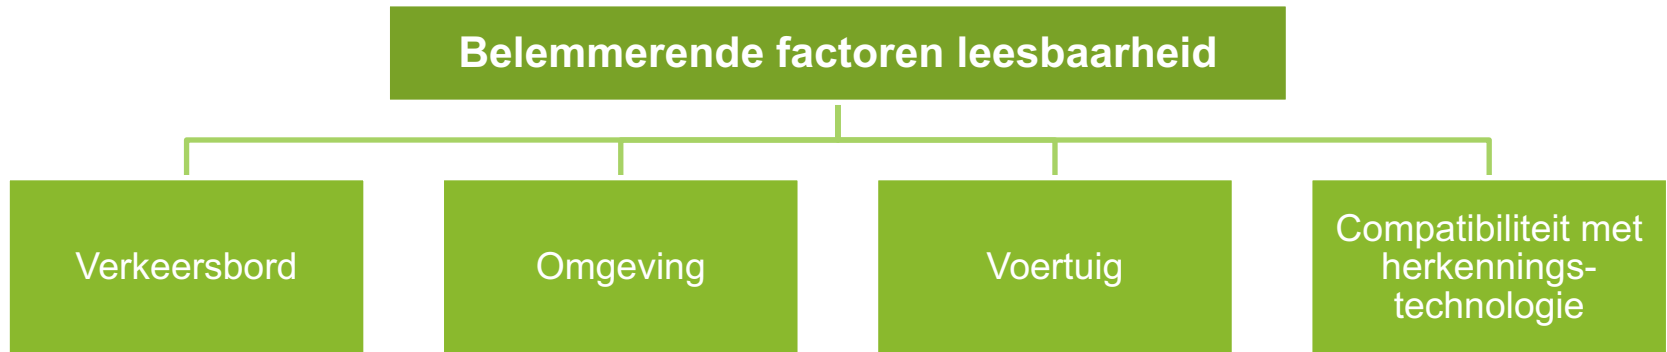 Belemmerende factoren leesbaarheid
Verkeersbord
Omgeving
Voertuig
Compatibiliteit met
herkennings-
technologie